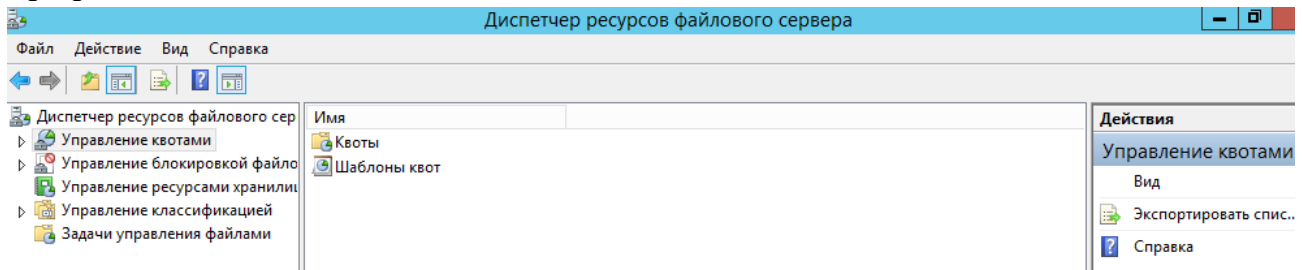 Диспетчер ресурсов файлового сервера
Файл Действие Вид Справка
Диспетчер ресурсов файлового сер
Управление квотами
Управление блокировкой файло
Управление ресурсами хранили
Управление классификацией
Задачи управления файлами
Имя
Квоты
Шаблоны квот
Действия
Управление квотами
Вид
Экспортировать спис...
Справка